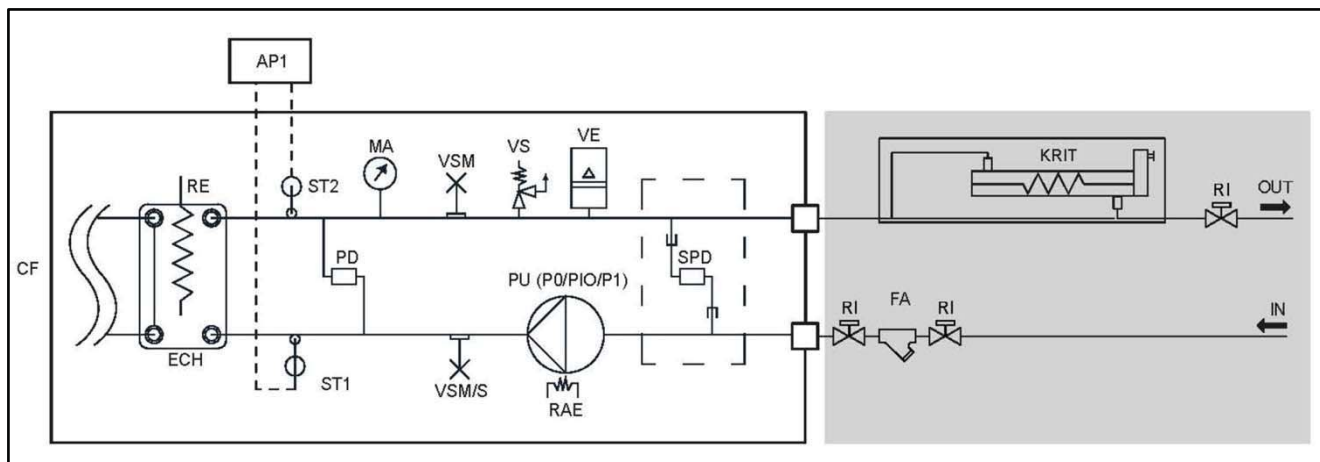 AP1
MA
VSM
VS
VE
KRIT
RE
ST2
RI
OUT
CF
PD
SPD
PU (P0/PIO/P1)
RI
FA
RI
IN
ECH
ST1
VSM/S
RAE